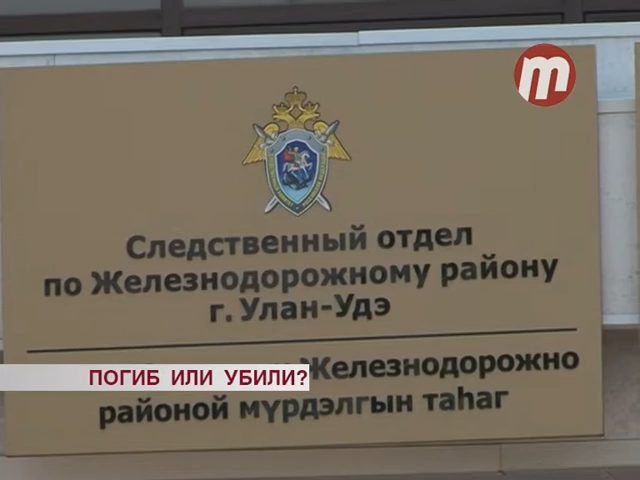 m
Следственный отдел
по Железнодорожному району
г. Улан-Удэ
Железнодорожно
ПОГИБ ИЛИ УБИЛИ?
районой мүрдэлгын таһаг